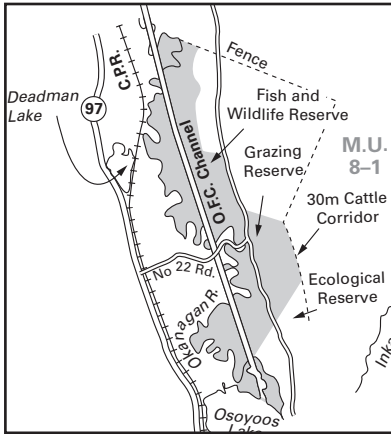 Fence
C.P.R.
Deadman
Lake
97
Fish and
Wildlife Reserve
O.F.C. Channel
Grazing
Reserve
M.U.
8–1
30m Cattle
Corridor
No 22 Rd.
Ecological
Reserve
Okanagan R.
Osoyoos